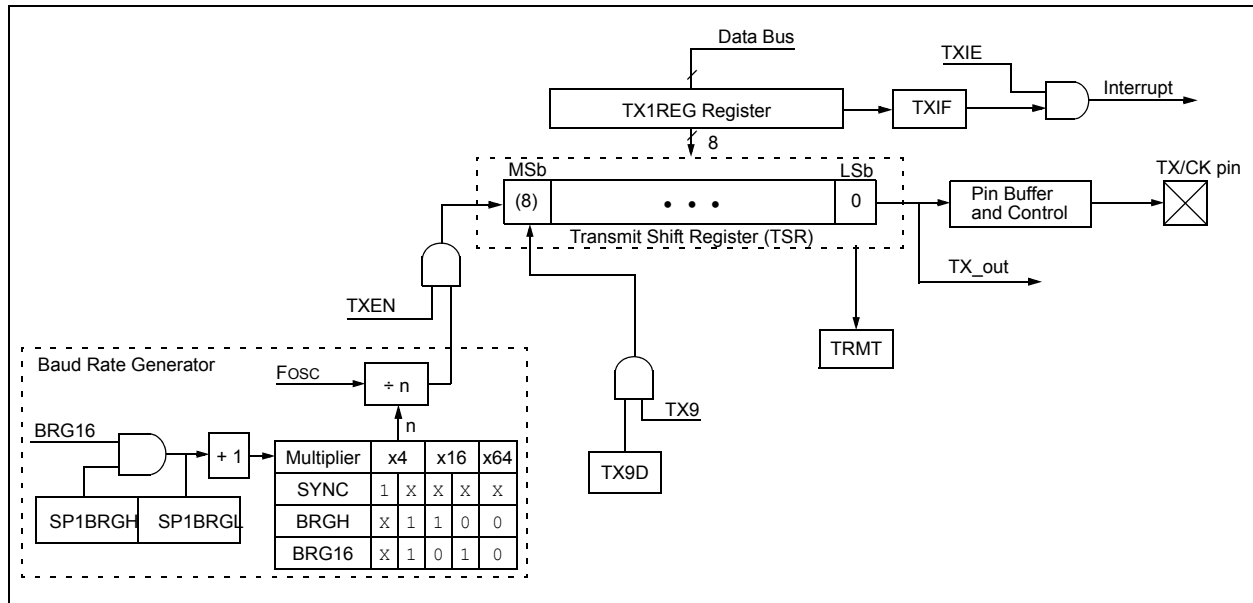 Data Bus
TXIE
Interrupt
TX1REG Register
TXIF
8
MSb
LSb
TX/CK pin
(8)
• • •
0
Pin Buffer
and Control
Transmit Shift Register (TSR)
TX_out
TXEN
TRMT
Baud Rate Generator
FOSC
÷ n
TX9
n
BRG16
+ 1
Multiplier x4 x16 x64
TX9D
SYNC 1 X X X X
SP1BRGH SP1BRGL
BRGH X 1 1 0 0
BRG16 X 1 0 1 0